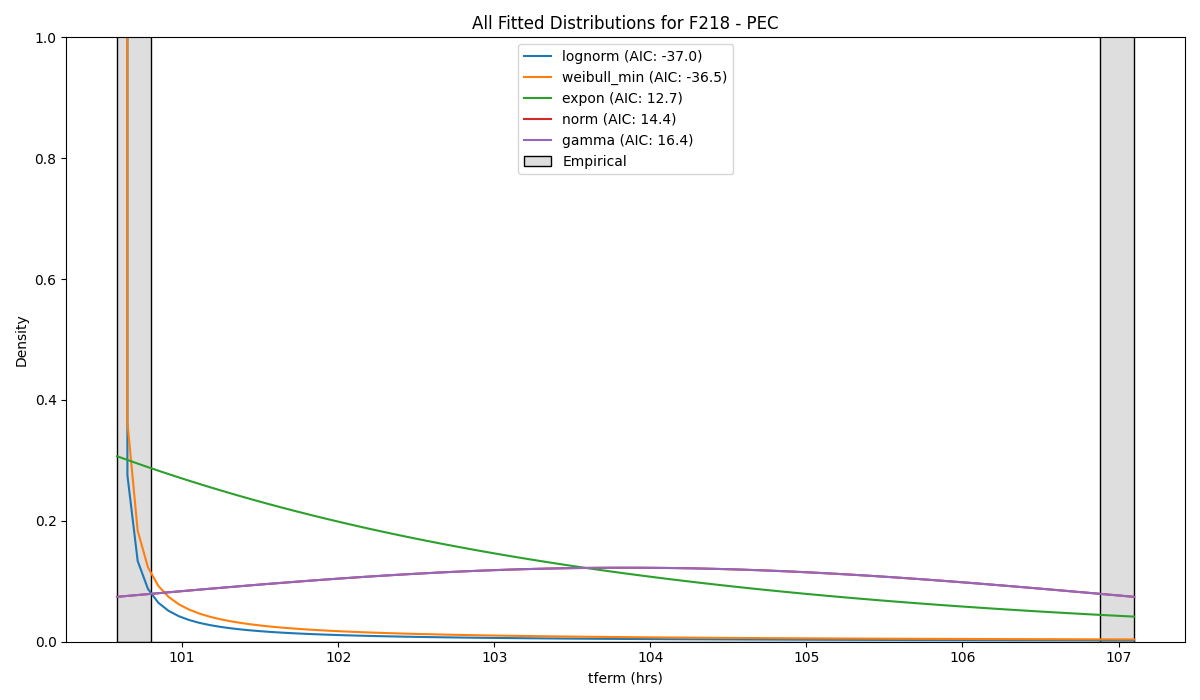 All Fitted Distributions for F218 - PEC
lognorm (AIC: -37.0)
weibull_min (AIC: -36.5)
expon (AIC: 12.7)
norm (AIC: 14.4)
gamma (AIC: 16.4)
Empirical
Density
1.0
0.8
0.6
0.4
0.2
0.0
101
102
103
104
105
106
107
tferm (hrs)